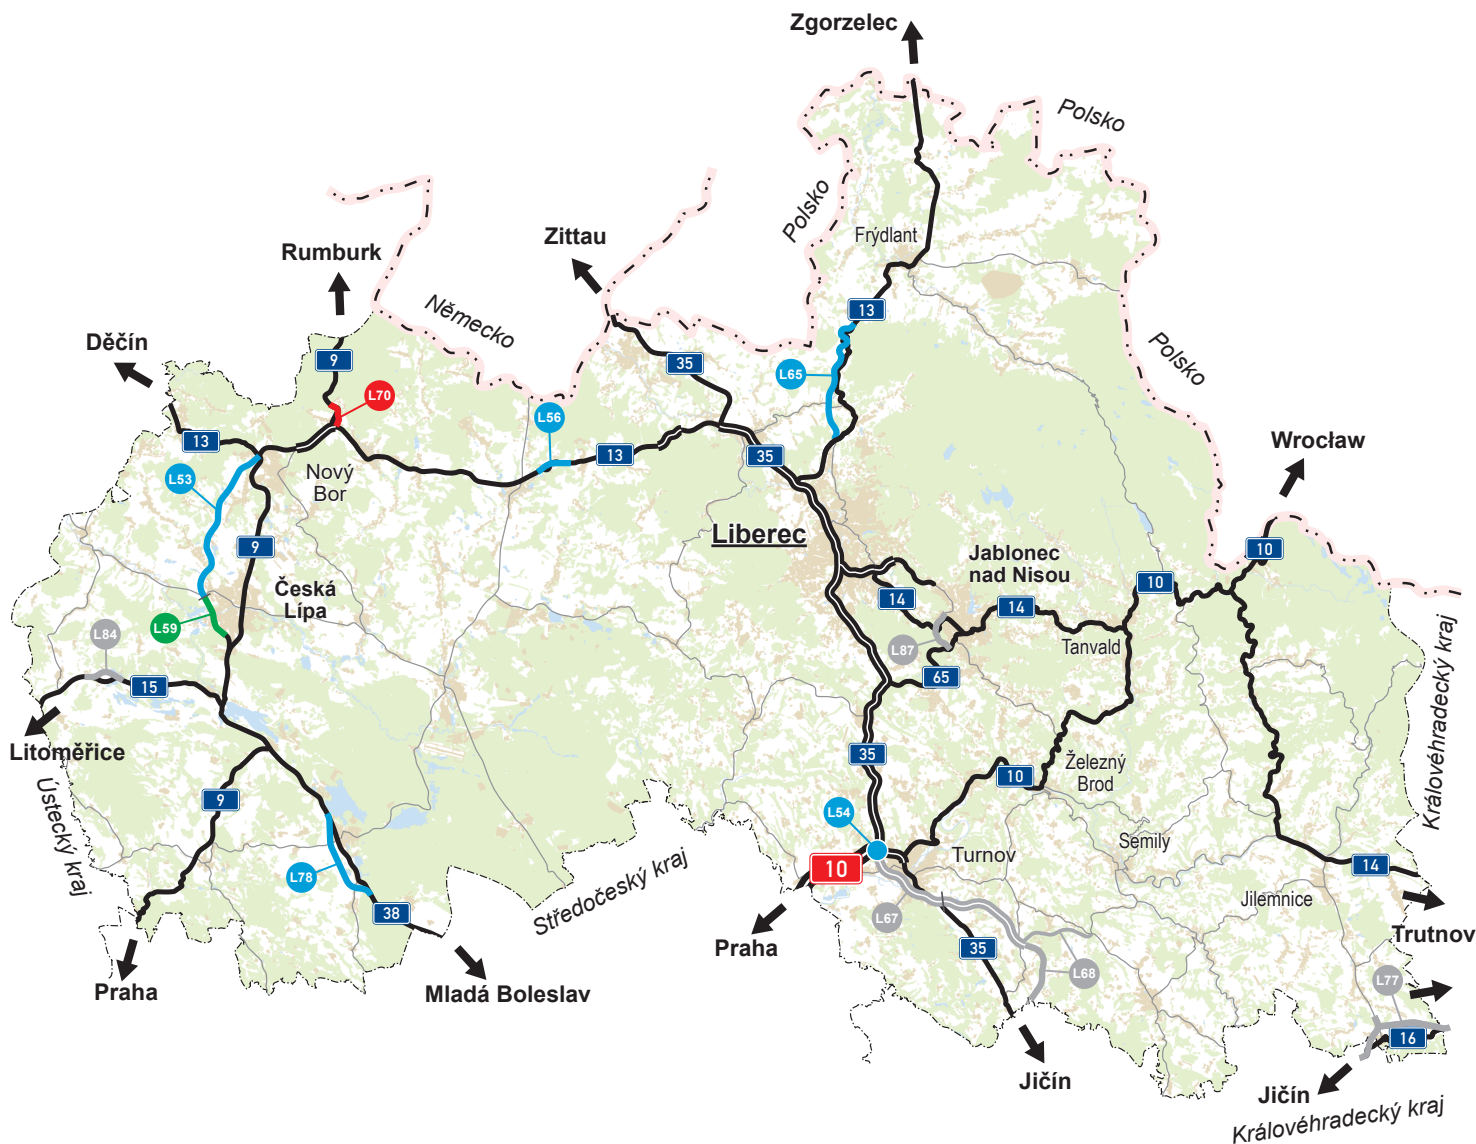 Zgorzelec
Polsko
Polsko
Frýdlant
Zittau
Rumburk
Německo
Děčín
13
9
35
L65
Polsko
L70
L56
13
13
35
Wrocław
L53
Nový
Bor
Liberec
9
Jablonec
nad Nisou
10
10
Česká
Lípa
14
14
L59
L84
L87
Tanvald
Královéhradecký kraj
15
65
Litoměřice
35
Železný
Brod
10
Ústecký kraj
9
L54
Semily
Turnov
10
14
L78
Středočeský kraj
Jilemnice
38
L67
Praha
35
Trutnov
L68
L77
Praha
Mladá Boleslav
16
Jičín
Jičín
Královéhradecký kraj